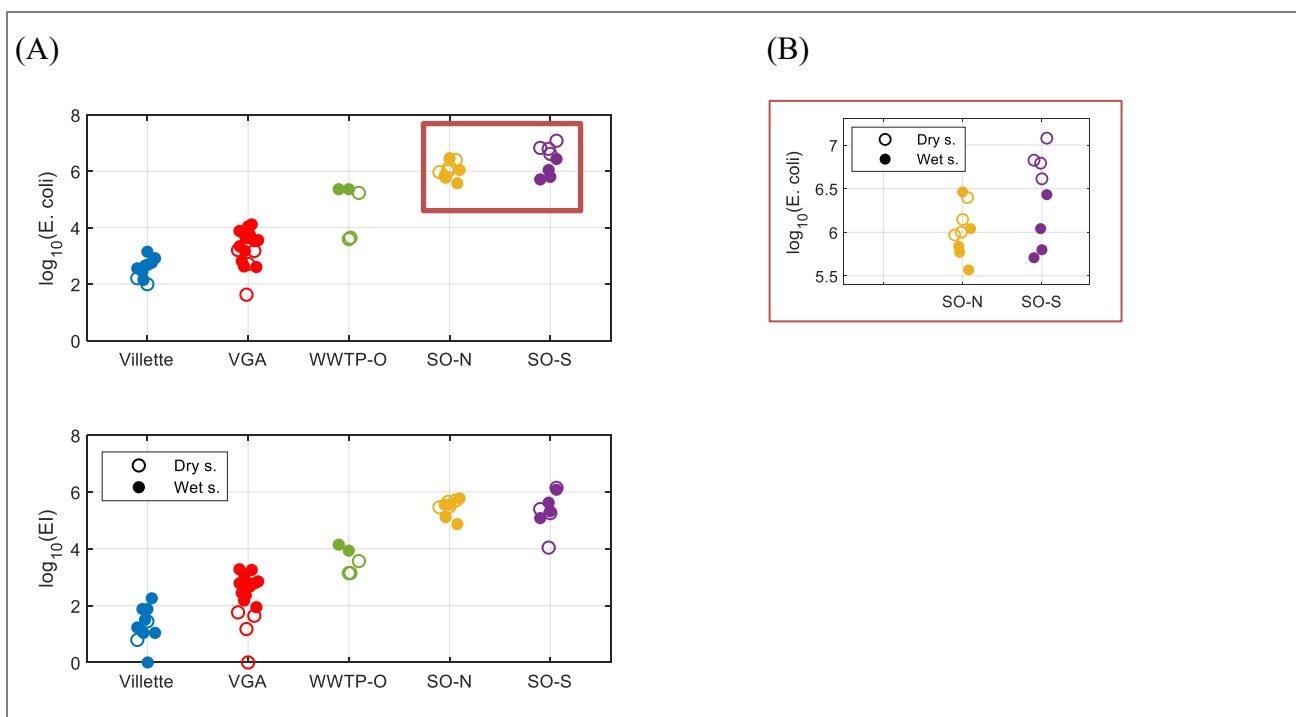 (A)
(B)
log10(E. coli)
8
6
4
2
0
Villette
VGA
WWTP-O
SO-N
SO-S
log10(E. coli)
7
6.5
6
5.5
Dry s.
Wet s.
SO-N
SO-S
log10(EI)
8
6
4
2
0
Dry s.
Wet s.
Villette
VGA
WWTP-O
SO-N
SO-S